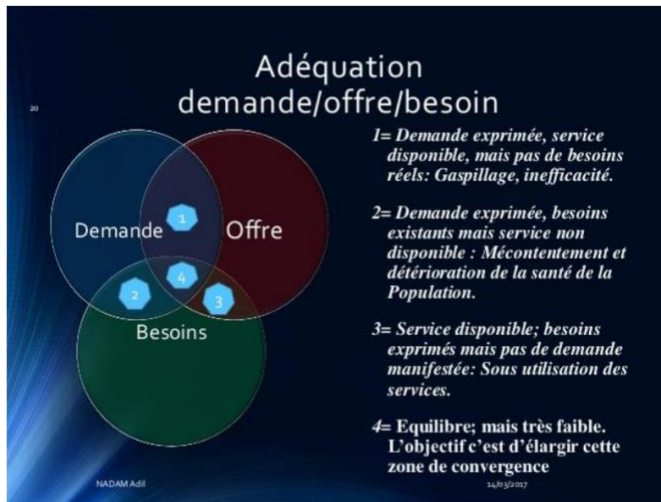 Adéquation
demande/offre/besoin
20
Demande
Offre
Besoins
1
2
3
4
1= Demande exprimée, service
disponible, mais pas de besoins
réels: Gaspillage, inefficacité.
2= Demande exprimée, besoins
existants mais service non
disponible : Mécontentement et
détérioration de la santé de la
Population.
3= Service disponible; besoins
exprimés mais pas de demande
manifestée: Sous utilisation des
services.
4= Equilibre; mais très faible.
L'objectif c'est d'élargir cette
zone de convergence
NADAM Adil
14/03/2017